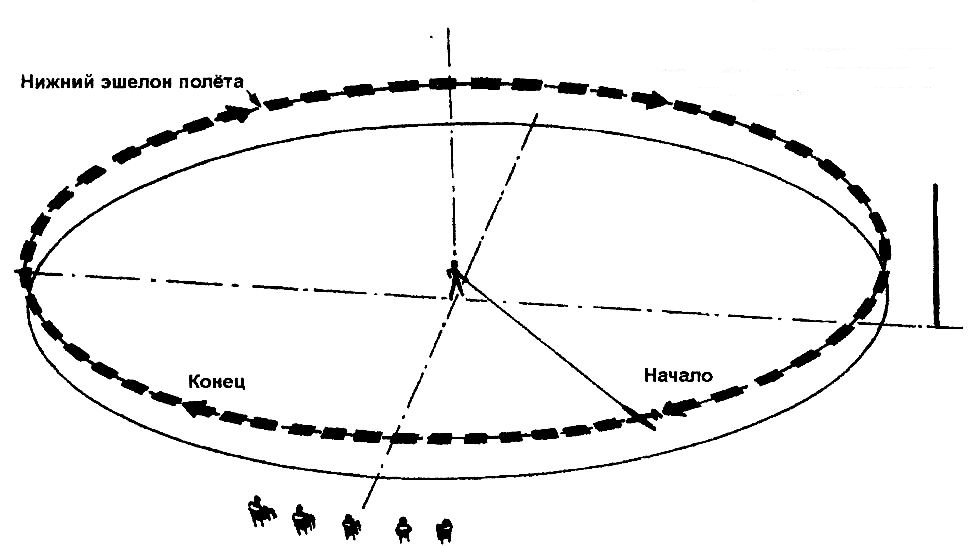 Нижний эшелон полёта
Конец
Начало